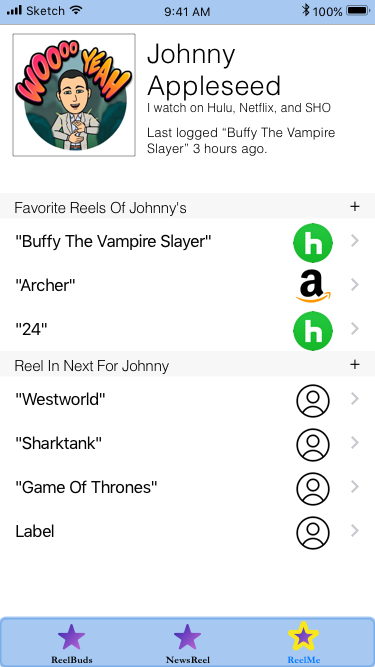 Sketch 9:41 AM 100%
WOOOO YEAH
Johnny
Appleseed
I watch on Hulu, Netflix, and SHO
Last logged “Buffy The Vampire
Slayer” 3 hours ago.
Favorite Reels Of Johnny's +
"Buffy The Vampire Slayer" h
"Archer" a
"24" h
Reel In Next For Johnny +
"Westworld"
"Sharktank"
"Game Of Thrones"
Label
ReelBuds NewsReel ReelMe